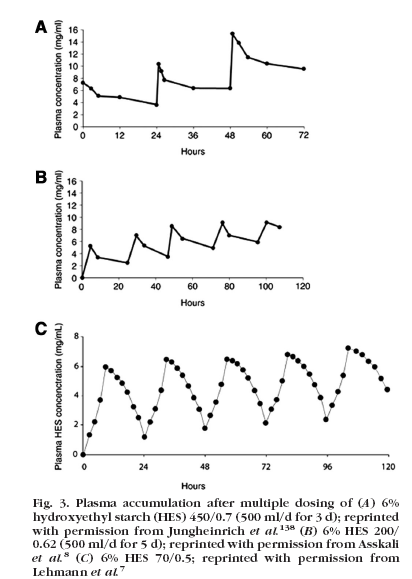 A
Plasma concentration (mg/ml)
16
14
12
10
8
6
4
2
0
0 12 24 36 48 60 72
Hours
B
Plasma concentration (mg/ml)
16
14
12
10
8
6
4
2
0
0 20 40 60 80 100 120
Hours
C
Plasma HES concenctration (mg/mL)
8
6
4
2
0
0 24 48 72 96 120
Hours
Fig. 3. Plasma accumulation after multiple dosing of (A) 6%
hydroxyethyl starch (HES) 450/0.7 (500 ml/d for 3 d); reprinted
with permission from Jungheinrich et al.138 (B) 6% HES 200/
0.62 (500 ml/d for 5 d); reprinted with permission from Asskali
et al.8 (C) 6% HES 70/0.5; reprinted with permission from
Lehmann et al.7